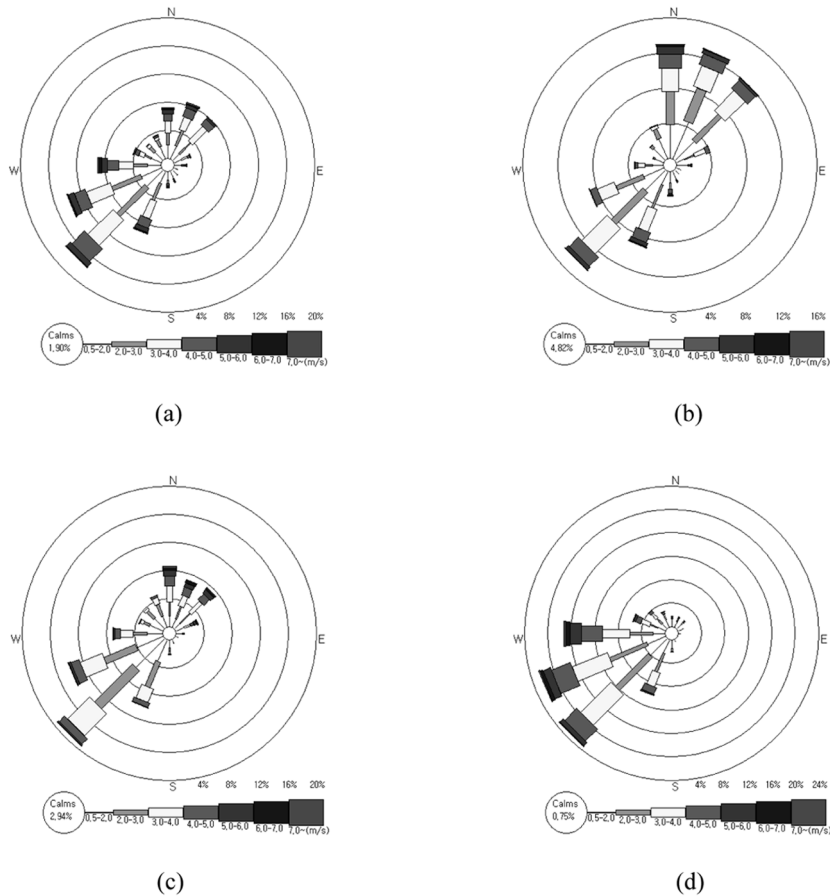 N
W E
S
4% 8% 12% 16% 20%
Calms
1,90%
0,5-2,0 2,0-3,0 3,0-4,0 4,0-5,0 5,0-6,0 6,0-7,0 7,0~(m/s)
(a)
N
W E
S
4% 8% 12% 16%
Calms
4,82%
0,5-2,0 2,0-3,0 3,0-4,0 4,0-5,0 5,0-6,0 6,0-7,0 7,0~(m/s)
(b)
N
W E
S
4% 8% 12% 16% 20%
Calms
2,94%
0,5-2,0 2,0-3,0 3,0-4,0 4,0-5,0 5,0-6,0 6,0-7,0 7,0~(m/s)
(c)
N
W E
S
4% 8% 12% 16% 20% 24%
Calms
0,75%
0,5-2,0 2,0-3,0 3,0-4,0 4,0-5,0 5,0-6,0 6,0-7,0 7,0~(m/s)
(d)